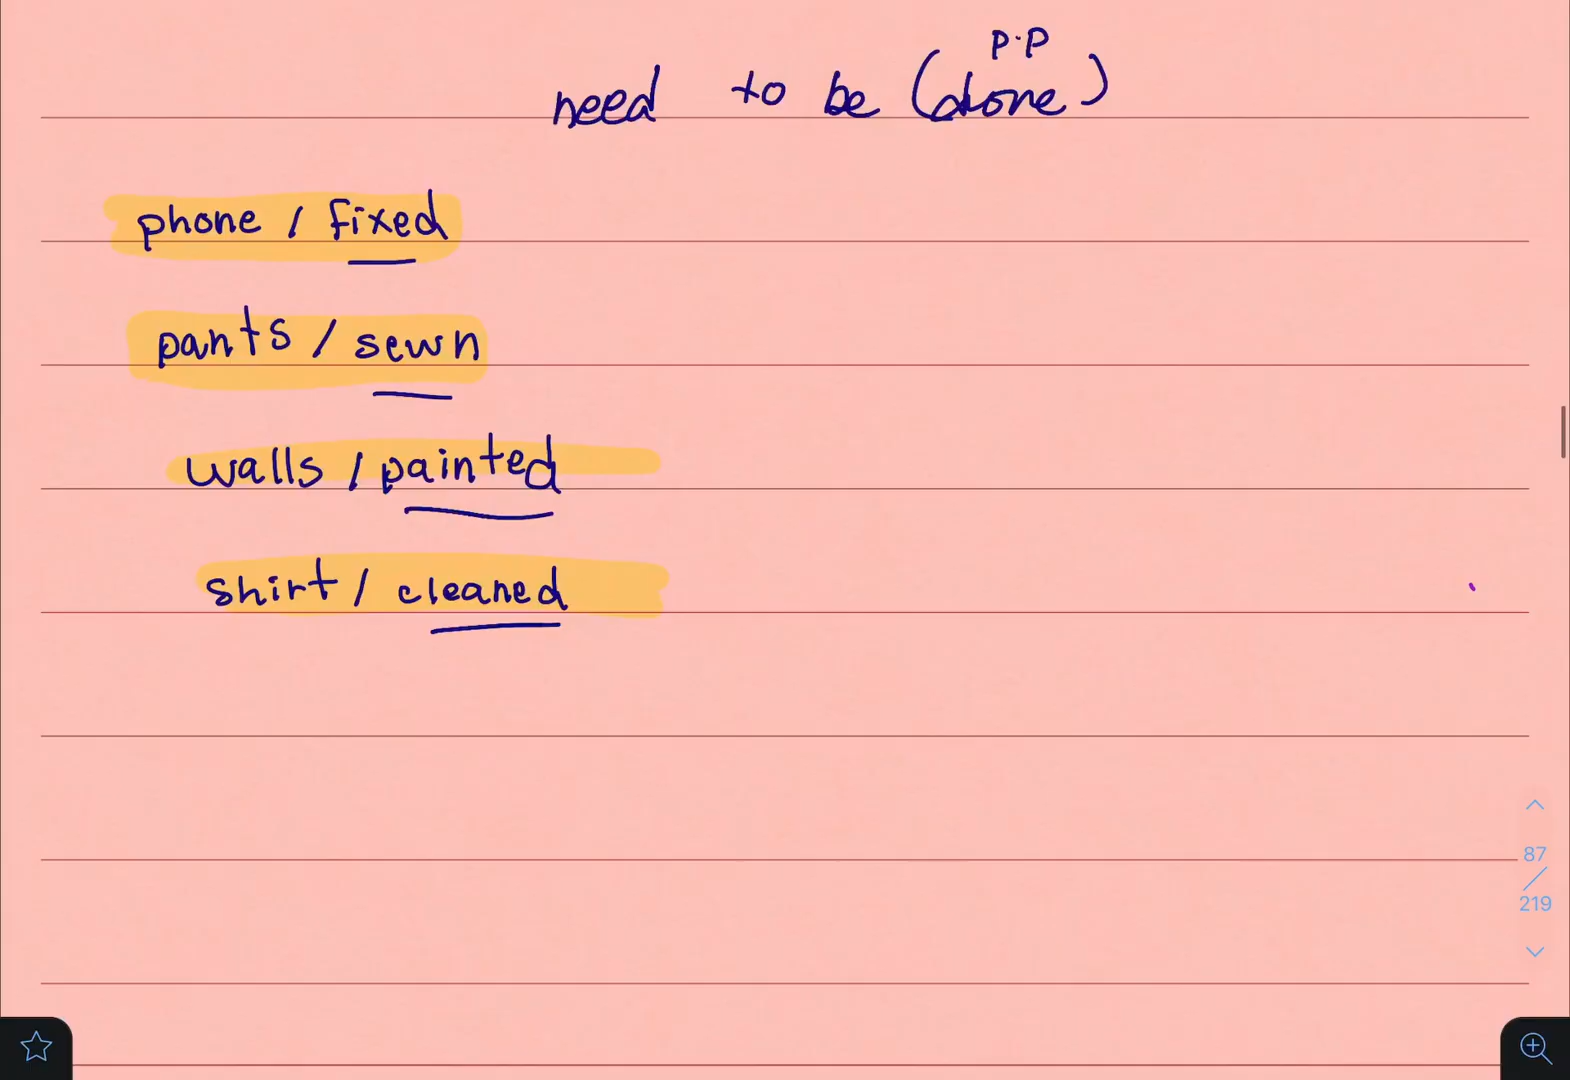 p.p
need to be (done)
phone / fixed
pants / sewn
walls / painted
shirt / cleaned
87
/
219